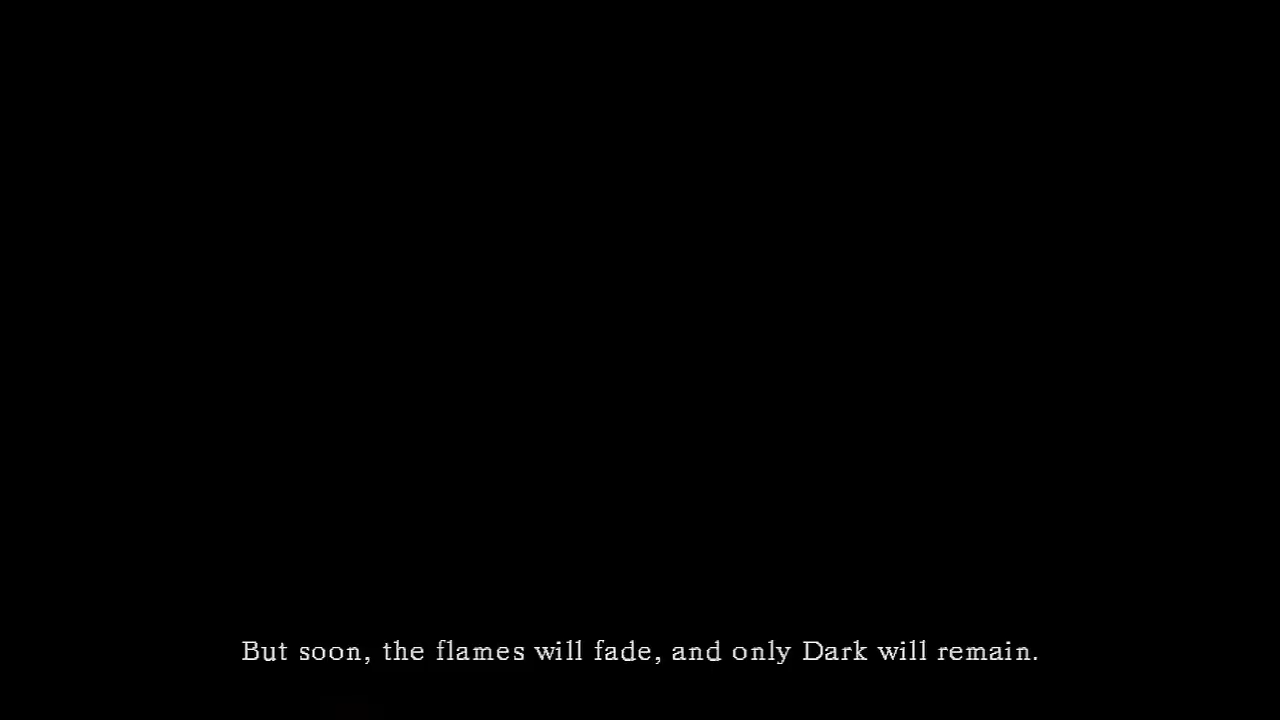 But soon, the flames will fade, and only Dark will remain.